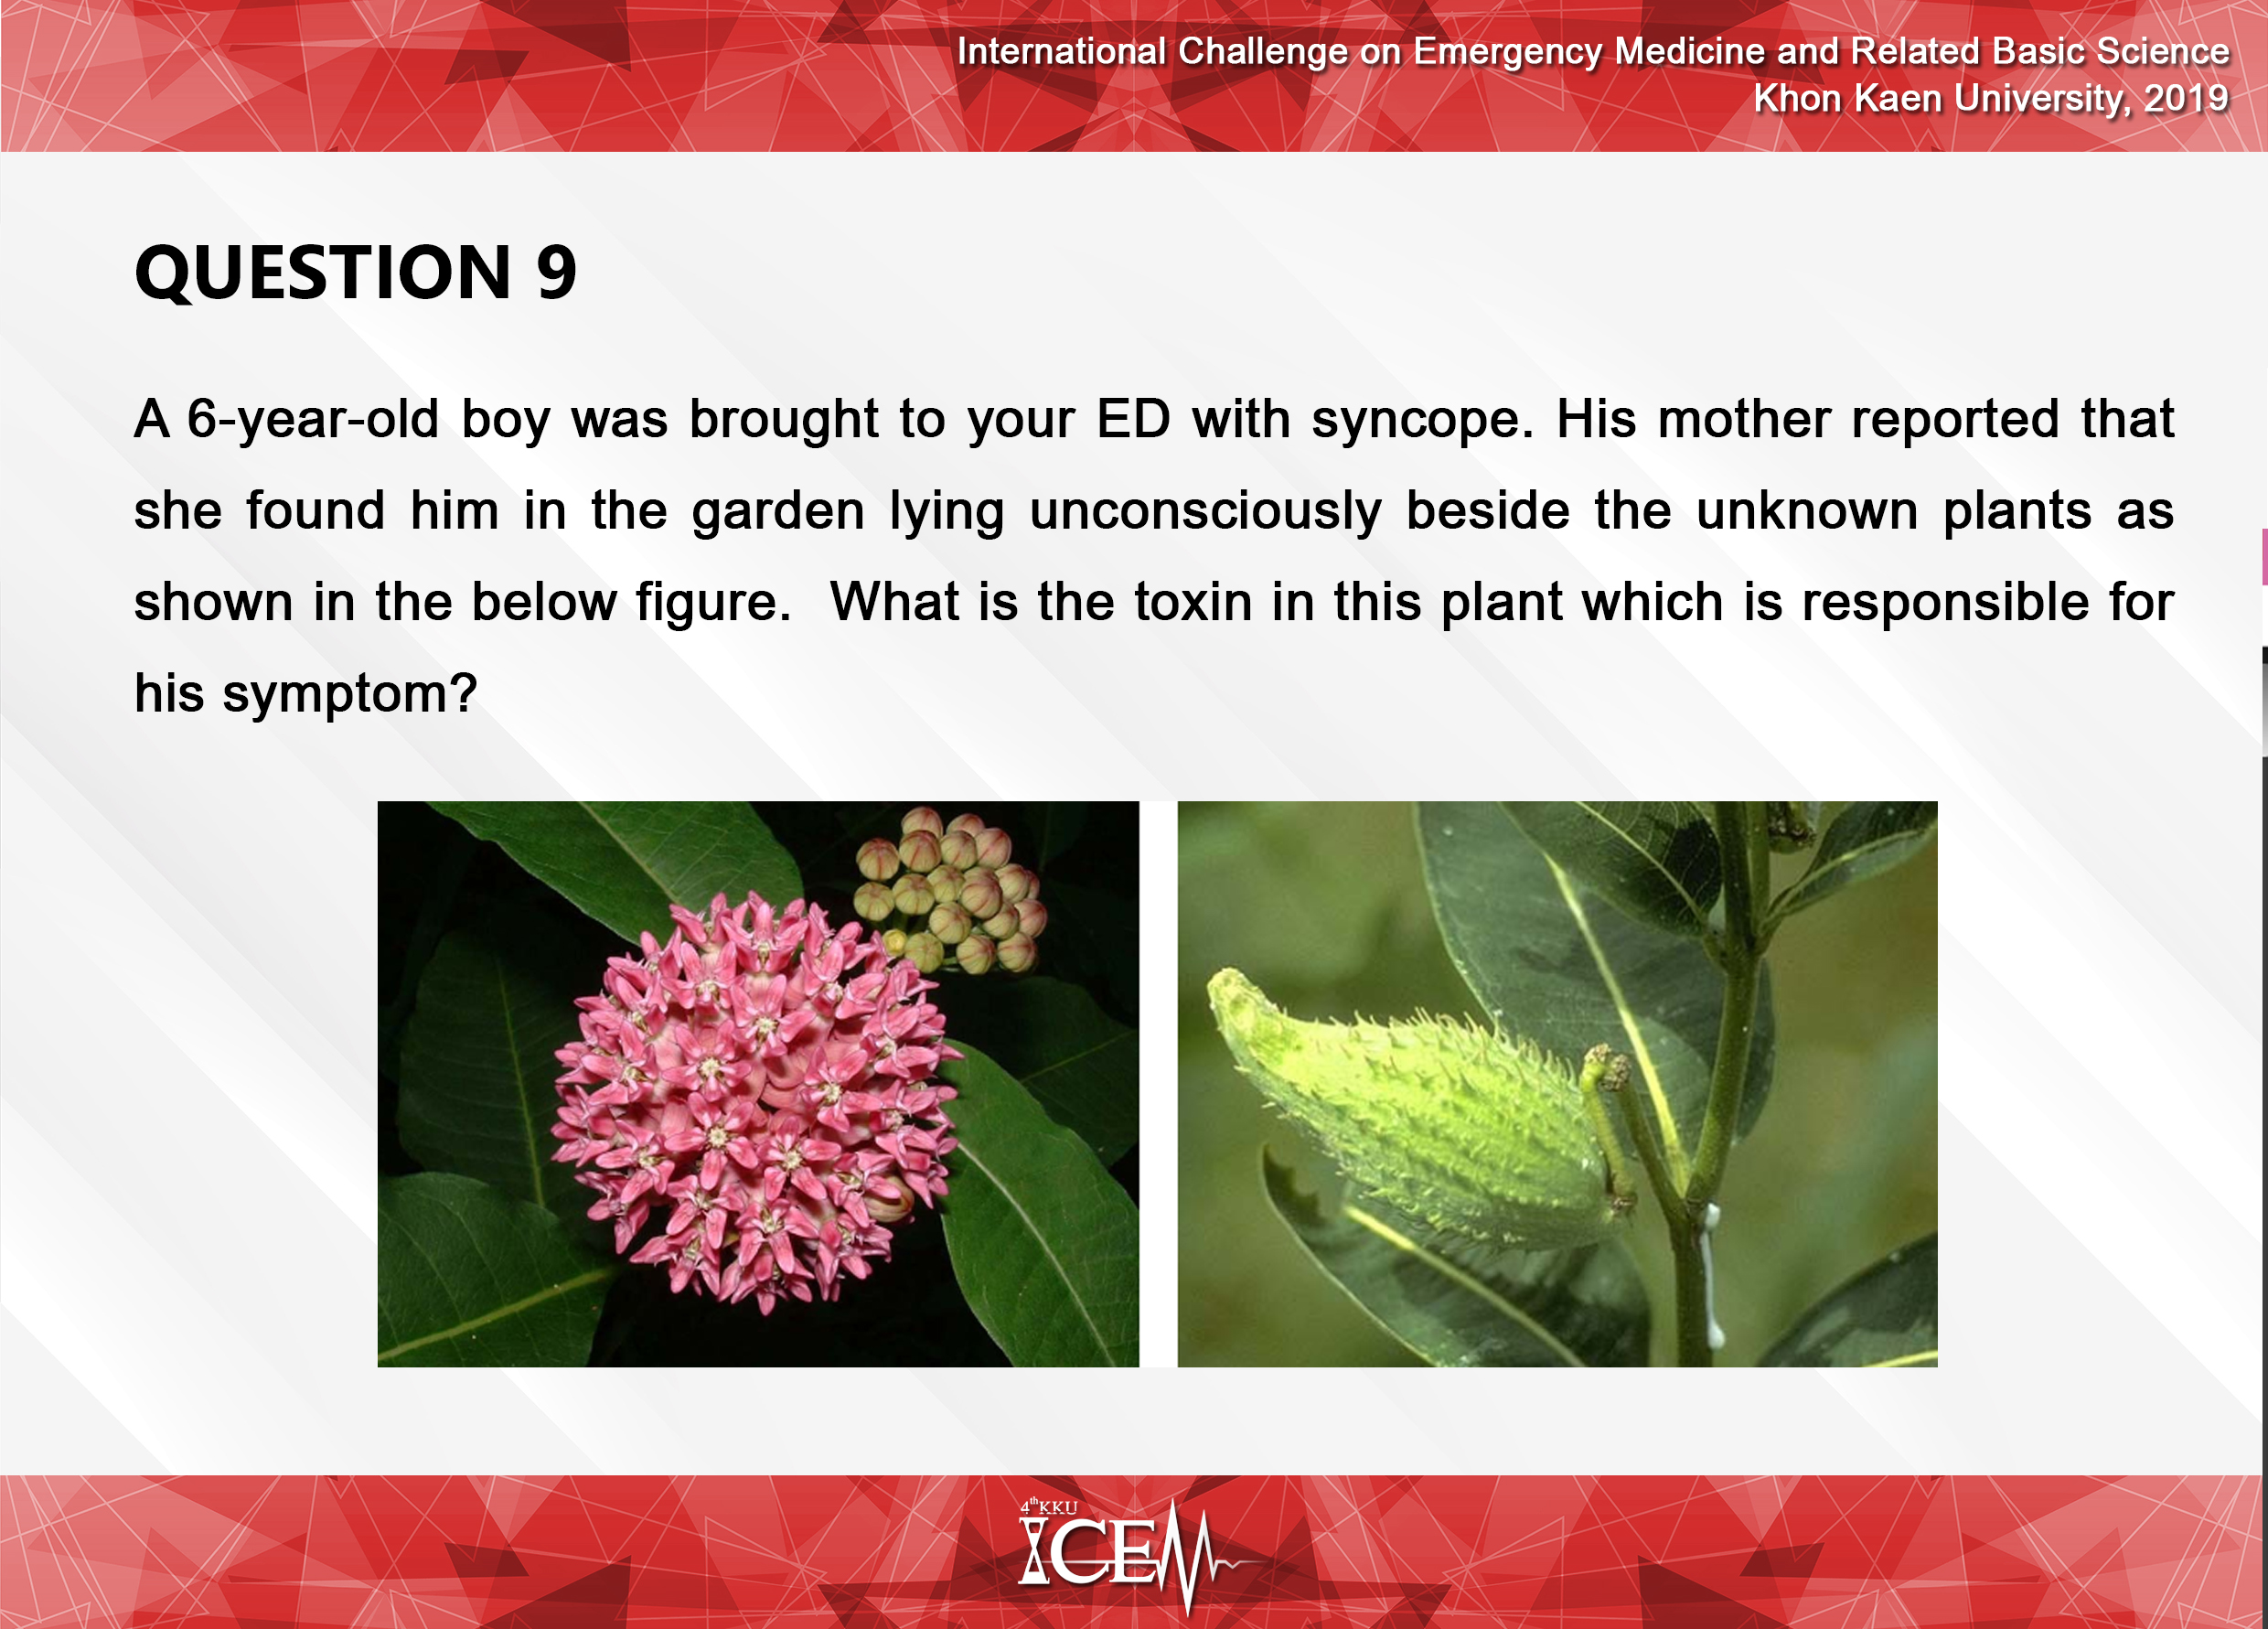 International Challenge on Emergency Medicine and Related Basic Science
Khon Kaen University, 2019
QUESTION 9
A 6-year-old boy was brought to your ED with syncope. His mother reported that
she found him in the garden lying unconsciously beside the unknown plants as
shown in the below figure. What is the toxin in this plant which is responsible for
his symptom?
4th KKU
ICEM